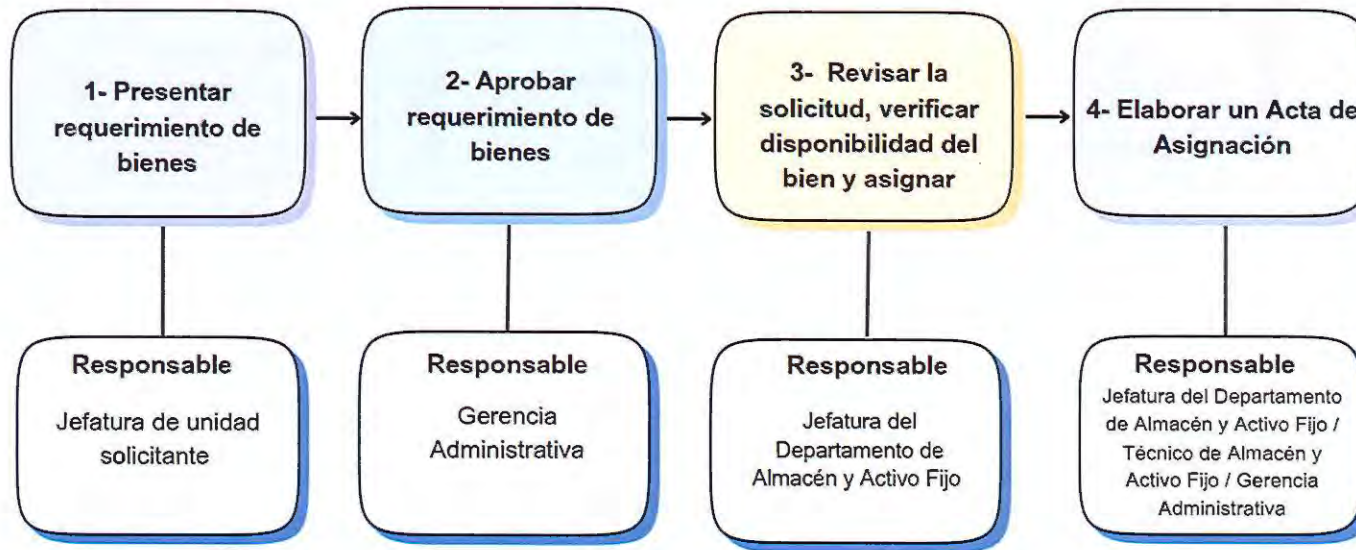 1- Presentar
requerimiento de
bienes
2- Aprobar
requerimiento de
bienes
3- Revisar la
solicitud, verificar
disponibilidad del
bien y asignar
4- Elaborar un Acta de
Asignación
Responsable
Jefatura de unidad
solicitante
Responsable
Gerencia
Administrativa
Responsable
Jefatura del
Departamento de
Almacén y Activo Fijo
Responsable
Jefatura del Departamento
de Almacén y Activo Fijo /
Técnico de Almacén y
Activo Fijo / Gerencia
Administrativa